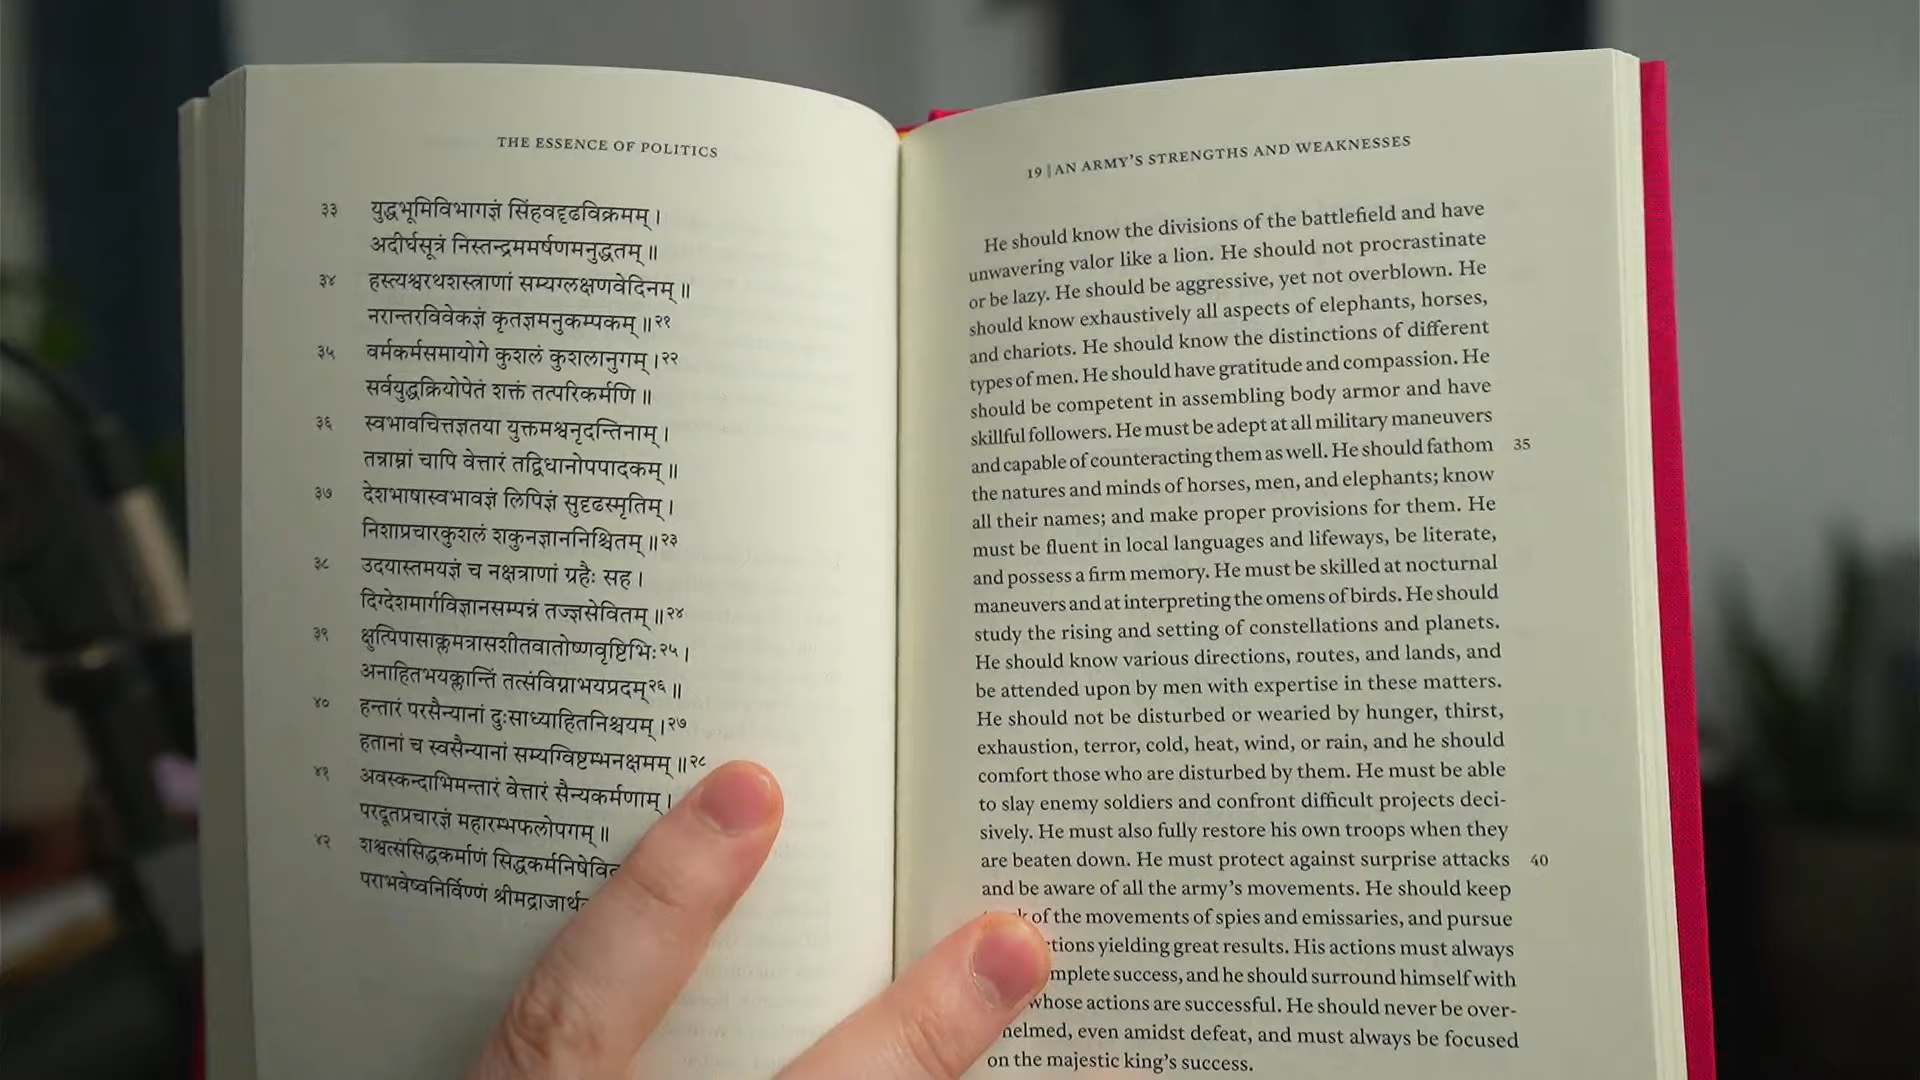 THE ESSENCE OF POLITICS
३३ युद्धभूमिविभागज्ञं सिंहवद्दृढविक्रमम् ।
अदीर्घसूत्रं निस्तन्द्रममर्षणमनुद्धतम् ॥
३४ हस्त्यश्वरथशस्त्राणां सम्यग्लक्षणवेदिनम् ॥
नरान्तरविवेकज्ञं कृतज्ञमनुकम्पकम् ॥२१
३५ वर्मकर्मसमायोगे कुशलं कुशलानुगम् ।२२
सर्वयुद्धक्रियोपेतं शक्तं तत्परिकर्मणि ॥
३६ स्वभावचित्तज्ञतया युक्तमश्वनृदन्तिनाम् ।
तन्नाम्नां चापि वेत्तारं तद्विधानोपपादकम् ॥
३७ देशभाषास्वभावज्ञं लिपिज्ञं सुदृढस्मृतिम् ।
निशाप्रचारकुशलं शकुनज्ञाननिश्चितम् ॥२३
३८ उदयास्तमयज्ञं च नक्षत्राणां ग्रहैः सह ।
दिग्देशमार्गविज्ञानसम्पन्नं तज्ज्ञसेवितम् ॥२४
३९ क्षुत्पिपासाक्लमत्रासशीतवातोष्णवृष्टिभिः२५ ।
अनाहितभयक्लान्तिं तत्संविग्नाभयप्रदम्२६ ॥
४० हन्तारं परसैन्यानां दुःसाध्याहितनिश्चयम् ।२७
हतानां च स्वसैन्यानां सम्यग्विष्टम्भनक्षमम् ॥२८
४१ अवस्कन्दाभिमन्तारं वेत्तारं सैन्यकर्मणाम् ।
परदूतप्रचारज्ञं महारम्भफलोपगम् ॥
४२ शश्वत्संसिद्धकर्माणं
पराभवेष्वनिर्विण्णं
19 | AN ARMY'S STRENGTHS AND WEAKNESSES
He should know the divisions of the battlefield and have
unwavering valor like a lion. He should not procrastinate
or be lazy. He should be aggressive, yet not overblown. He
should know exhaustively all aspects of elephants, horses,
and chariots. He should know the distinctions of different
types of men. He should have gratitude and compassion. He
should be competent in assembling body armor and have
skillful followers. He must be adept at all military maneuvers
and capable of counteracting them as well. He should fathom 35
the natures and minds of horses, men, and elephants; know
all their names; and make proper provisions for them. He
must be fluent in local languages and lifeways, be literate,
and possess a firm memory. He must be skilled at nocturnal
maneuvers and at interpreting the omens of birds. He should
study the rising and setting of constellations and planets.
He should know various directions, routes, and lands, and
be attended upon by men with expertise in these matters.
He should not be disturbed or wearied by hunger, thirst,
exhaustion, terror, cold, heat, wind, or rain, and he should
comfort those who are disturbed by them. He must be able
to slay enemy soldiers and confront difficult projects deci-
sively. He must also fully restore his own troops when they
are beaten down. He must protect against surprise attacks 40
and be aware of all the army's movements. He should keep
of the movements of spies and emissaries, and pursue
yielding great results. His actions must always
success, and he should surround himself with
whose actions are successful. He should never be over-
even amidst defeat, and must always be focused
on the majestic king's success.